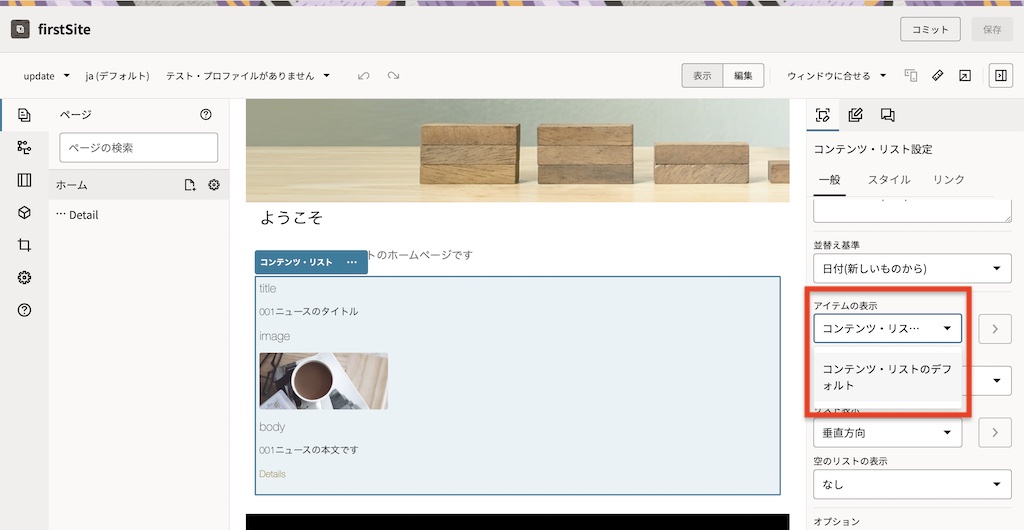 firstSite
コミット
保存
update
ja (デフォルト)
テスト・プロファイルがありません
表示
編集
ウィンドウに合せる
ページ
ページの検索
ホーム
Detail
ようこそ
トのホームページです
コンテンツ・リスト
title
001ニュースのタイトル
image
body
001ニュースの本文です
Details
コンテンツ・リスト設定
一般
スタイル
リンク
並替え基準
日付(新しいものから)
アイテムの表示
コンテンツ・リス…
コンテンツ・リストのデフ
ォルト
リスト表示
垂直方向
空のリストの表示
なし
オプション